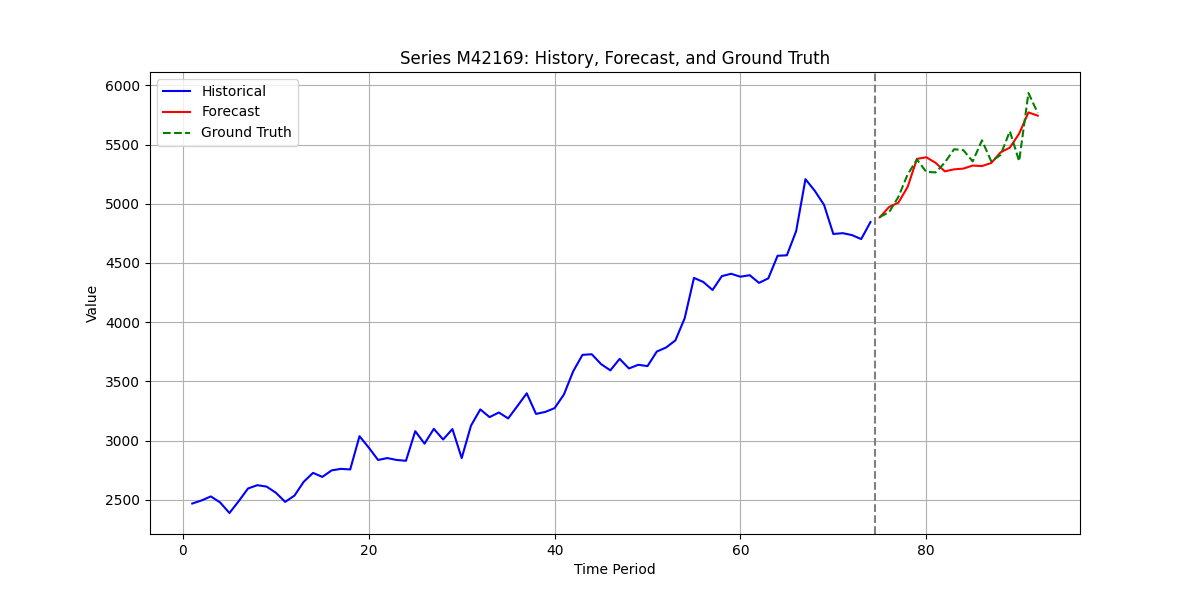 Series M42169: History, Forecast, and Ground Truth
Historical
Forecast
Ground Truth
6000
5500
5000
4500
4000
3500
3000
2500
Value
0 20 40 60 80
Time Period